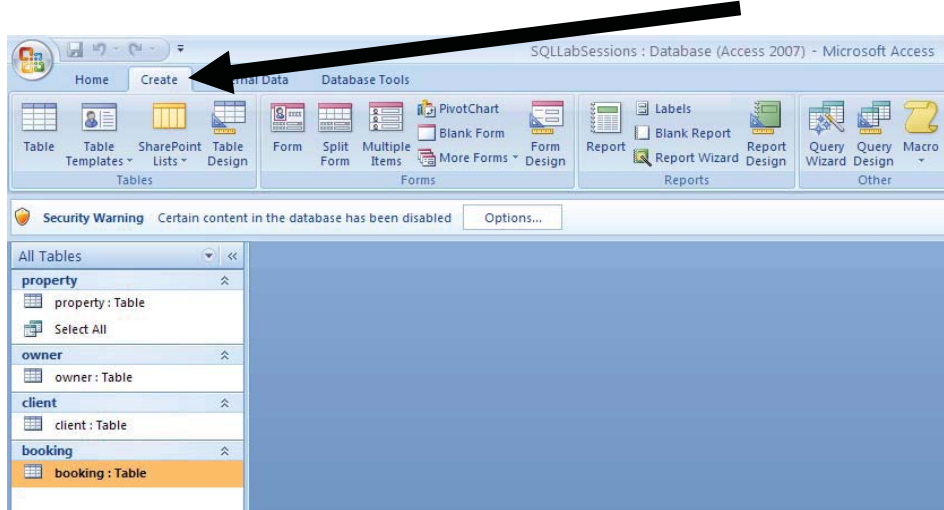 SQLLabSessions : Database (Access 2007) - Microsoft Access
Home Create nal Data Database Tools
Table
Table Templates
SharePoint Lists
Table Design
Tables
Form
Split Form
Multiple Items
PivotChart
Blank Form
More Forms
Form Design
Forms
Report
Labels
Blank Report
Report Wizard
Report Design
Reports
Query Wizard
Query Design
Macro
Other
Security Warning Certain content in the database has been disabled Options...
All Tables
property
property : Table
Select All
owner
owner : Table
client
client : Table
booking
booking : Table